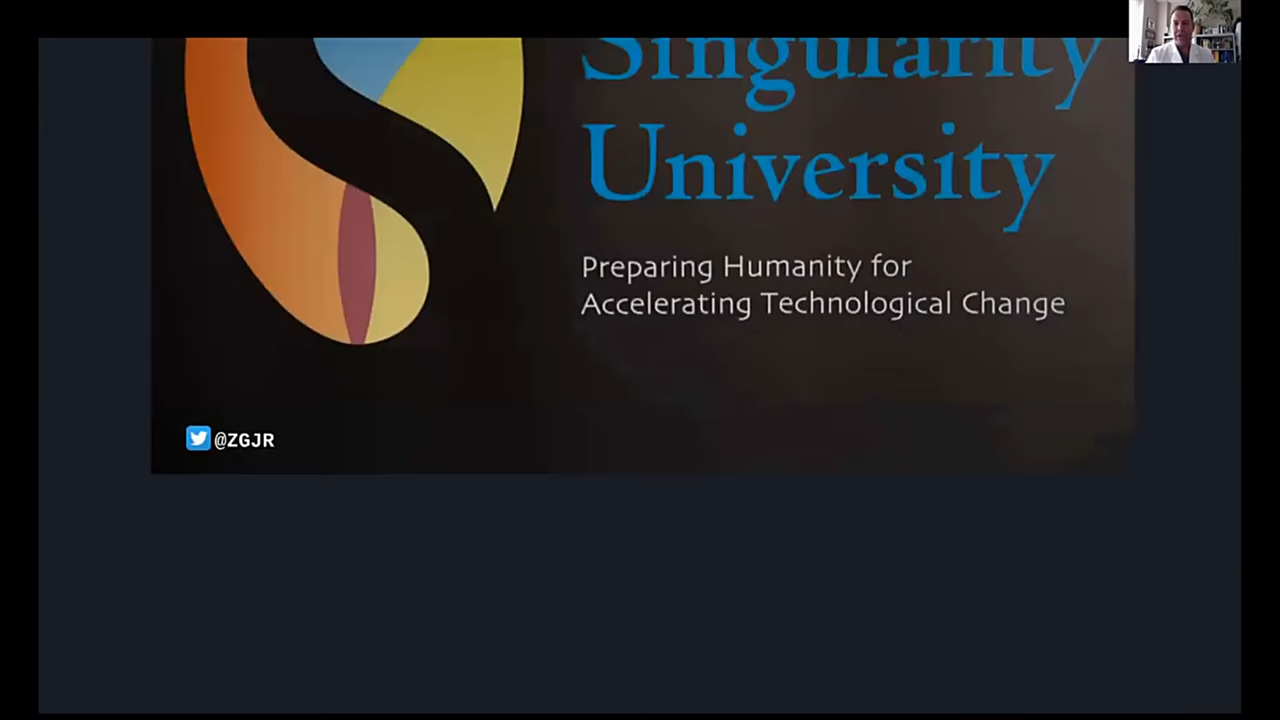 Singularity
University
Preparing Humanity for
Accelerating Technological Change
@ZGJR